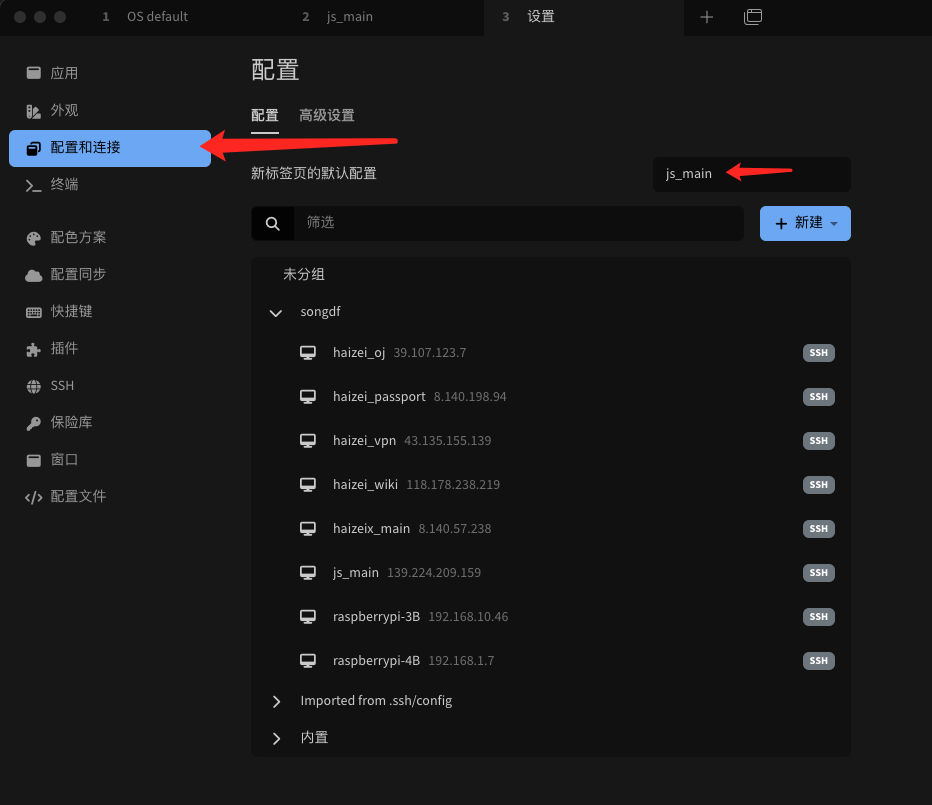 1 OS default 2 js_main 3 设置
应用
外观
配置和连接
终端
配色方案
配置同步
快捷键
插件
SSH
保险库
窗口
配置文件
配置
配置 高级设置
新标签页的默认配置 js_main
筛选 新建
未分组
songdf
haizei_oj 39.107.123.7 SSH
haizei_passport 8.140.198.94 SSH
haizei_vpn 43.135.155.139 SSH
haizei_wiki 118.178.238.219 SSH
haizeix_main 8.140.57.238 SSH
js_main 139.224.209.159 SSH
raspberrypi-3B 192.168.10.46 SSH
raspberrypi-4B 192.168.1.7 SSH
Imported from .ssh/config
内置